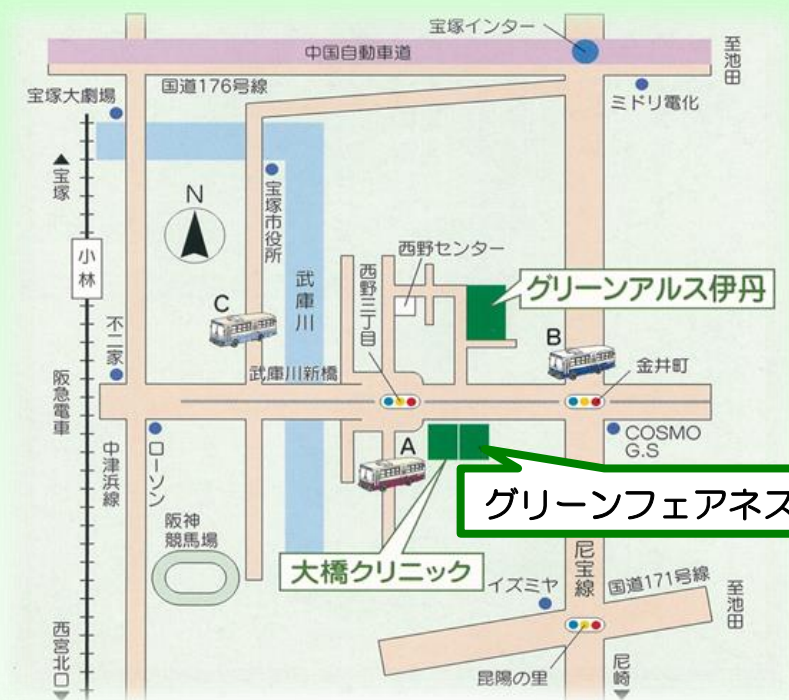 宝塚インター
中国自動車道
至池田
国道176号線
宝塚大劇場
ミドリ電化
▲宝塚
N
宝塚市役所
小林
武庫川
西野三丁目
西野センター
グリーンアルス伊丹
C
不二家
B
武庫川新橋
金井町
阪急電車
中津浜線
ローソン
A
COSMO
G.S
グリーンフェアネス
阪神
競馬場
大橋クリニック
尼宝線
イズミヤ
国道171号線
至池田
西宮北口▼
昆陽の里
尼崎▼